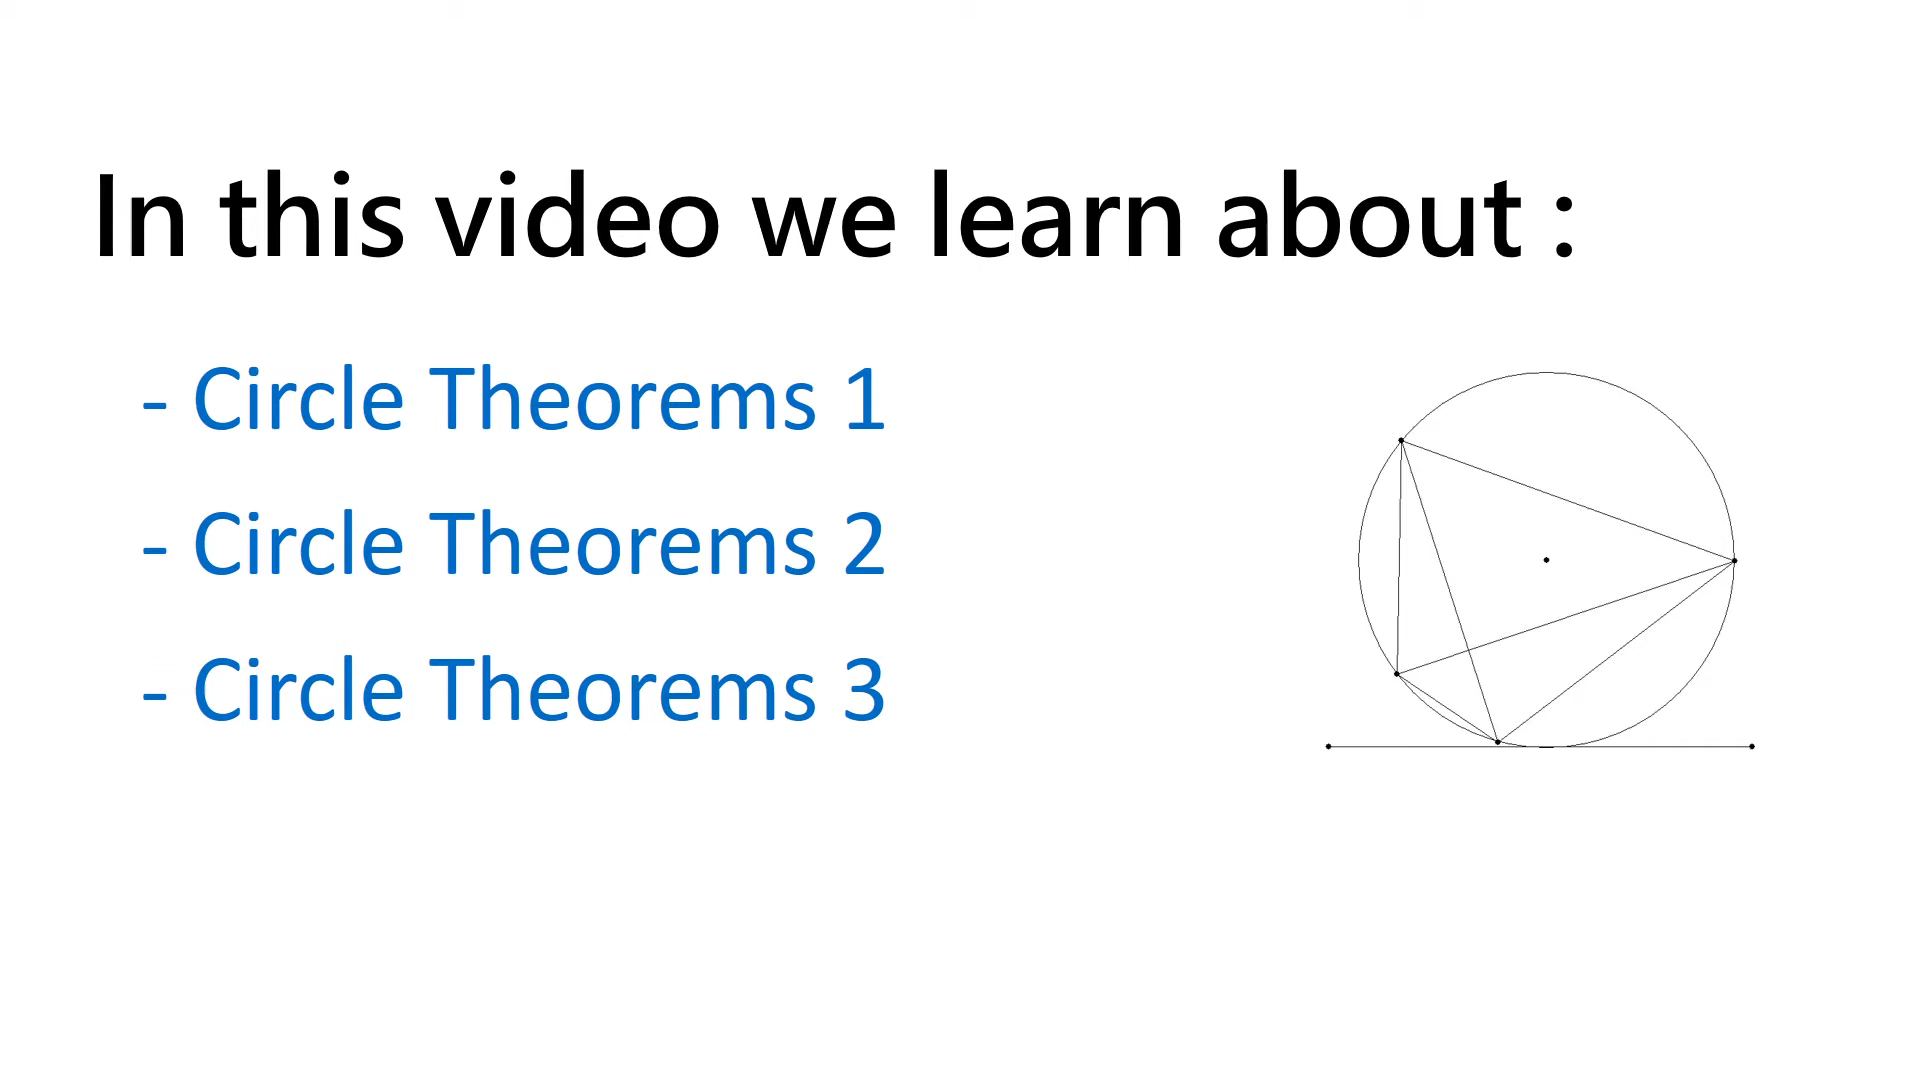 In this video we learn about :
- Circle Theorems 1
- Circle Theorems 2
- Circle Theorems 3